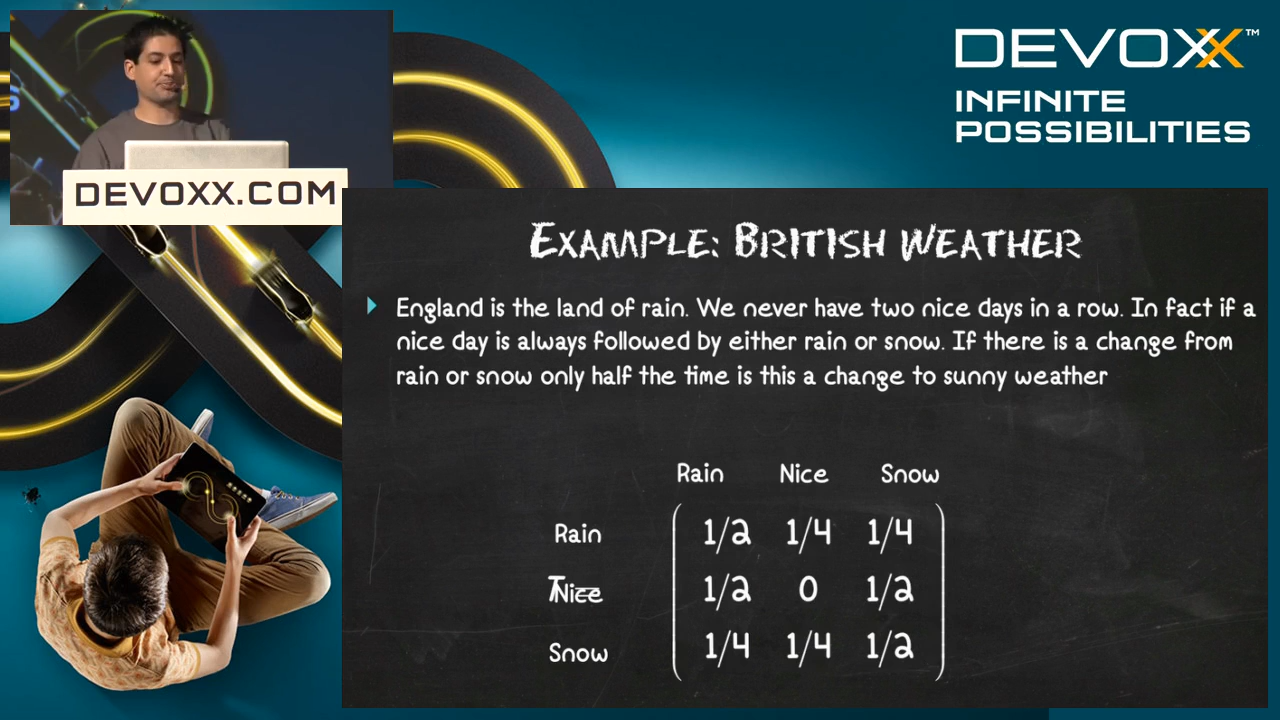 DEVOXX™
INFINITE
POSSIBILITIES
DEVOXX.COM
EXAMPLE: BRITISH WEATHER
England is the land of rain. We never have two nice days in a row. In fact if a
nice day is always followed by either rain or snow. If there is a change from
rain or snow only half the time is this a change to sunny weather
Rain Nice Snow
Rain 1/2 1/4 1/4
Nice 1/2 0 1/2
Snow 1/4 1/4 1/2